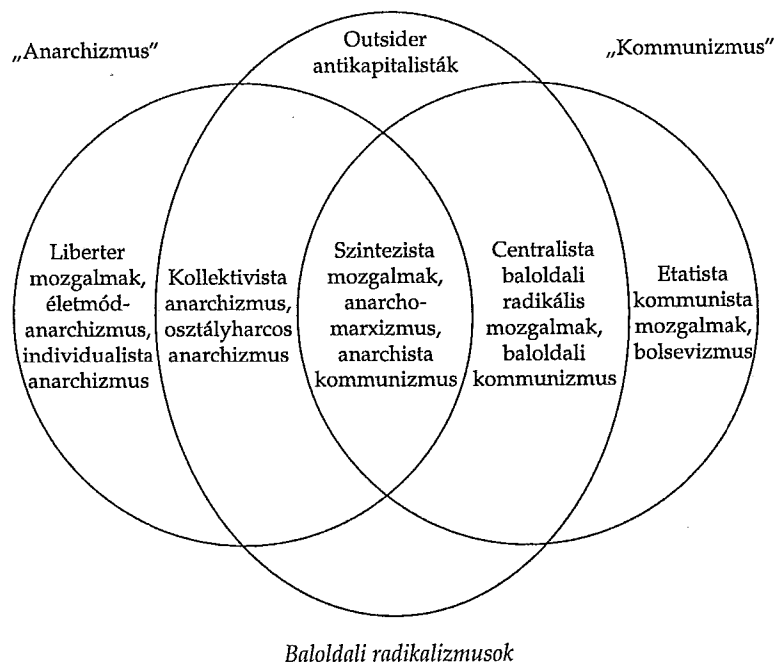 „Anarchizmus”
Outsider
antikapitalisták
„Kommunizmus”
Liberter
mozgalmak,
életmód-
anarchizmus,
individualista
anarchizmus
Kollektivista
anarchizmus,
osztályharcos
anarchizmus
Szintezista
mozgalmak,
anarcho-
marxizmus,
anarchista
kommunizmus
Centralista
baloldali
radikális
mozgalmak,
baloldali
kommunizmus
Etatista
kommunista
mozgalmak,
bolsevizmus
Baloldali radikalizmusok